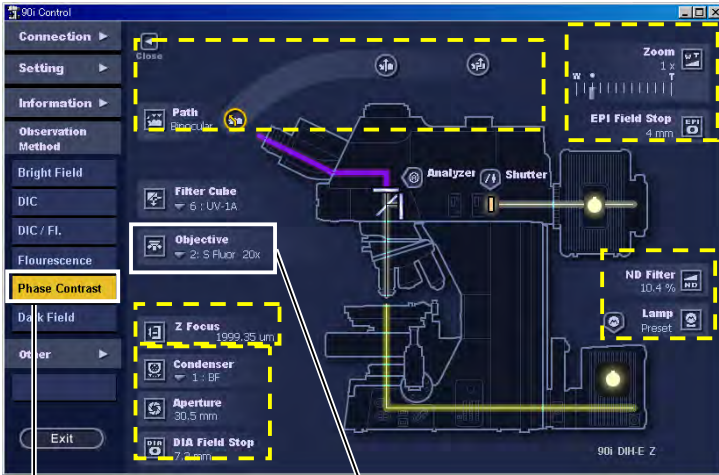 90i Control
Connection
Setting
Information
Observation
Method
Bright Field
DIC
DIC / Fl.
Flourescence
Phase Contrast
Dark Field
Other
Exit
Close
Path
Binocular
Filter Cube
6 : UV-1A
Objective
2: S Fluor 20x
Z Focus
1999.35 um
Condenser
1 : BF
Aperture
30.5 mm
DIA
DIA Field Stop
7.3 mm
Analyzer
Shutter
Zoom
1 x
W T
W T
EPI Field Stop
EPI
4 mm
ND Filter
ND
10.4 %
Lamp
Preset
90i DIH-E Z